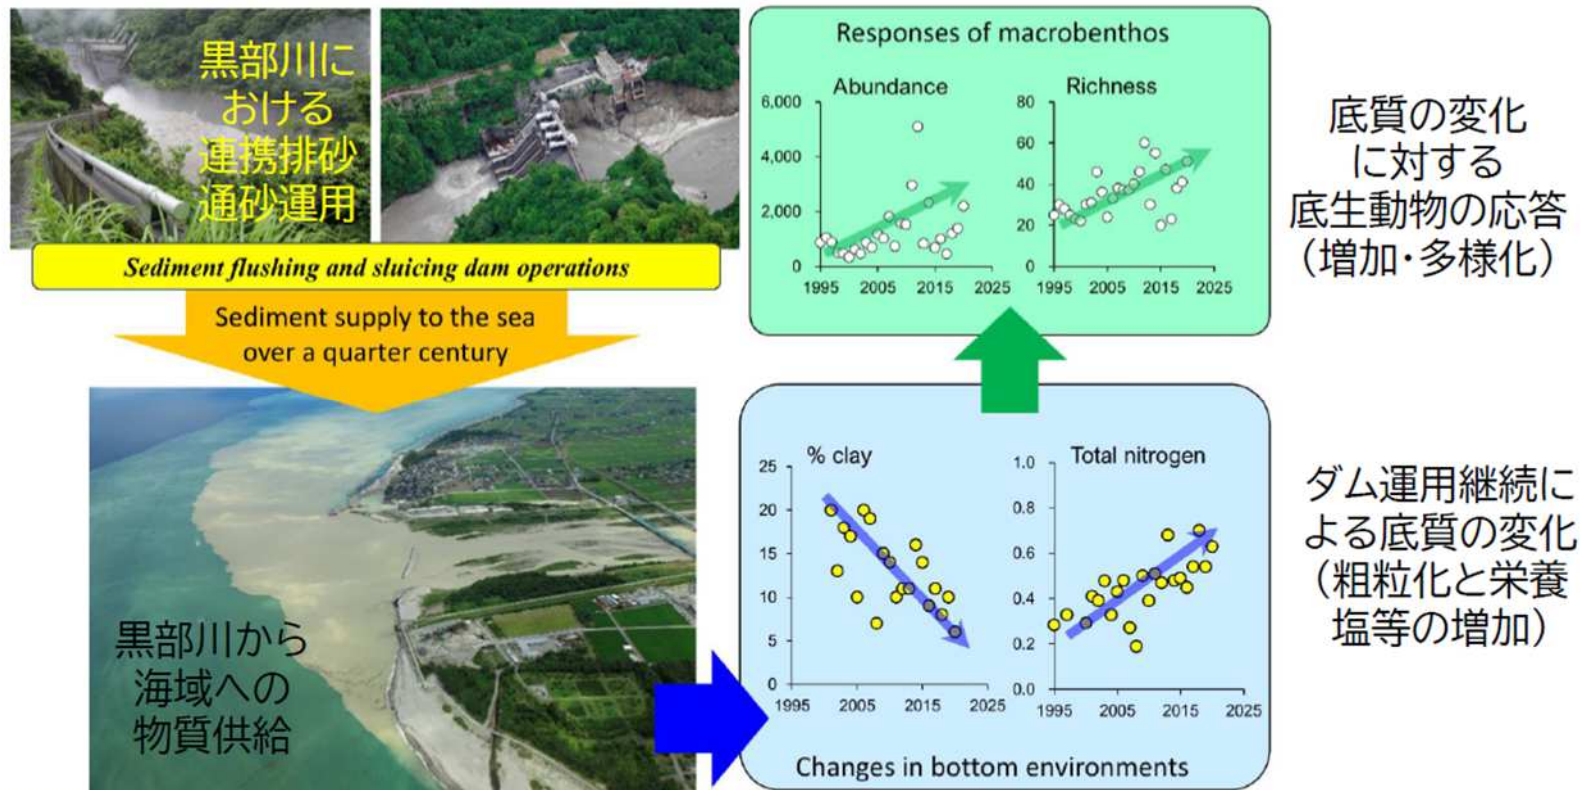 黒部川に
おける
連携排砂
通砂運用
Sediment flushing and sluicing dam operations
Sediment supply to the sea
over a quarter century
黒部川から
海域への
物質供給
Responses of macrobenthos
Abundance
6,000
4,000
2,000
0
1995 2005 2015 2025
Richness
80
60
40
20
0
1995 2005 2015 2025
底質の変化
に対する
底生動物の応答
（増加・多様化）
% clay
25
20
15
10
5
0
1995 2005 2015 2025
Total nitrogen
1.0
0.8
0.6
0.4
0.2
0.0
1995 2005 2015 2025
Changes in bottom environments
ダム運用継続に
よる底質の変化
（粗粒化と栄養
塩等の増加）